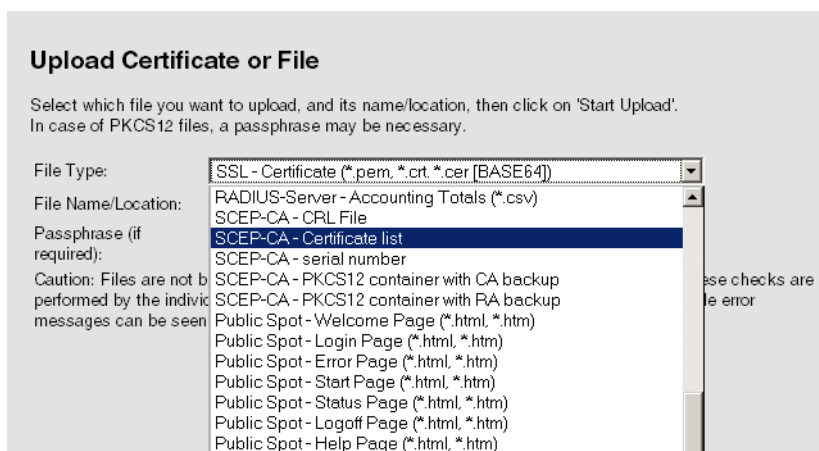 Upload Certificate or File
Select which file you want to upload, and its name/location, then click on 'Start Upload'.
In case of PKCS12 files, a passphrase may be necessary.
File Type:
SSL - Certificate (*.pem, *.crt. *.cer [BASE64])
File Name/Location:
RADIUS-Server - Accounting Totals (*.csv)
SCEP-CA - CRL File
Passphrase (if
required):
SCEP-CA - Certificate list
SCEP-CA - serial number
Caution: Files are not
SCEP-CA - PKCS12 container with CA backup
checks are
performed by the
SCEP-CA - PKCS12 container with RA backup
error
messages can be seen
Public Spot - Welcome Page (*.html, *.htm)
Public Spot - Login Page (*.html, *.htm)
Public Spot - Error Page (*.html, *.htm)
Public Spot - Start Page (*.html, *.htm)
Public Spot - Status Page (*.html, *.htm)
Public Spot - Logoff Page (*.html, *.htm)
Public Spot - Help Page (*.html, *.htm)